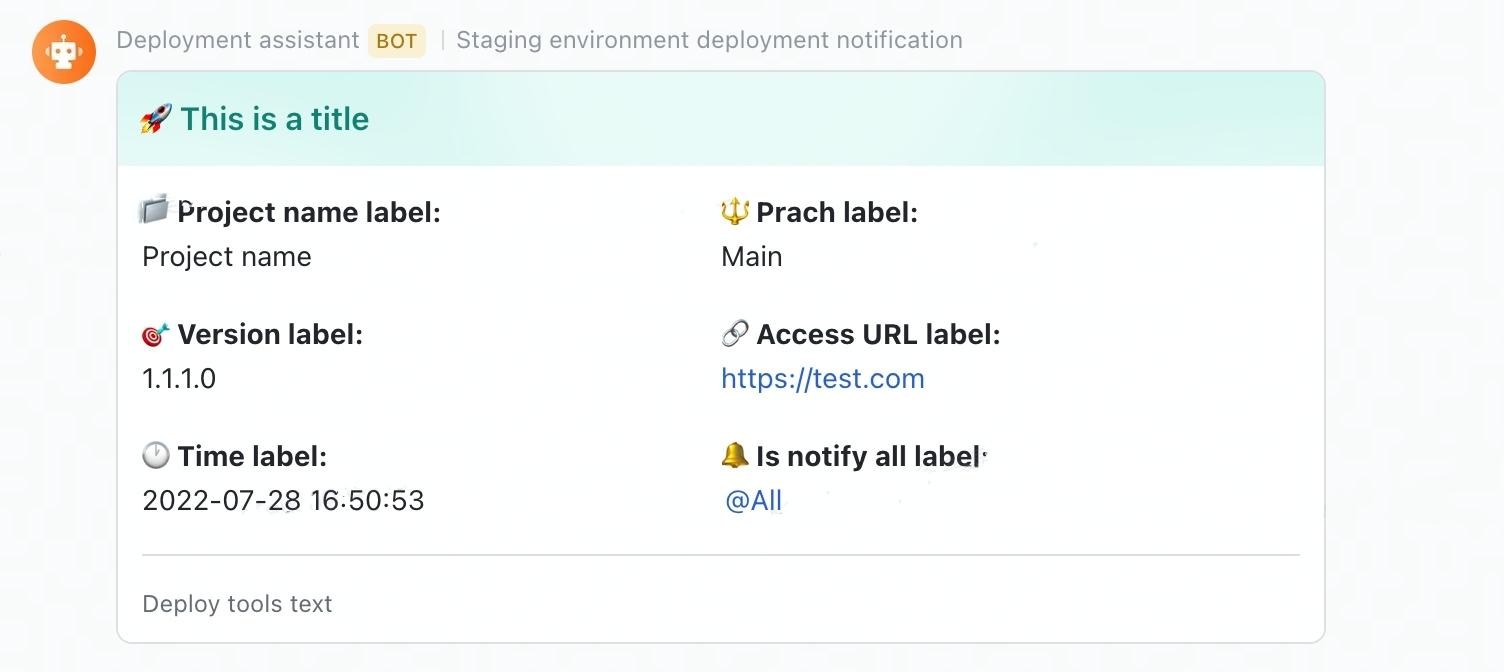 Deployment assistant BOT | Staging environment deployment notification
🚀 This is a title
Project name label:
Project name
Prach label:
Main
Version label:
1.1.1.0
Access URL label:
https://test.com
Time label:
2022-07-28 16:50:53
Is notify all label:
@All
Deploy tools text